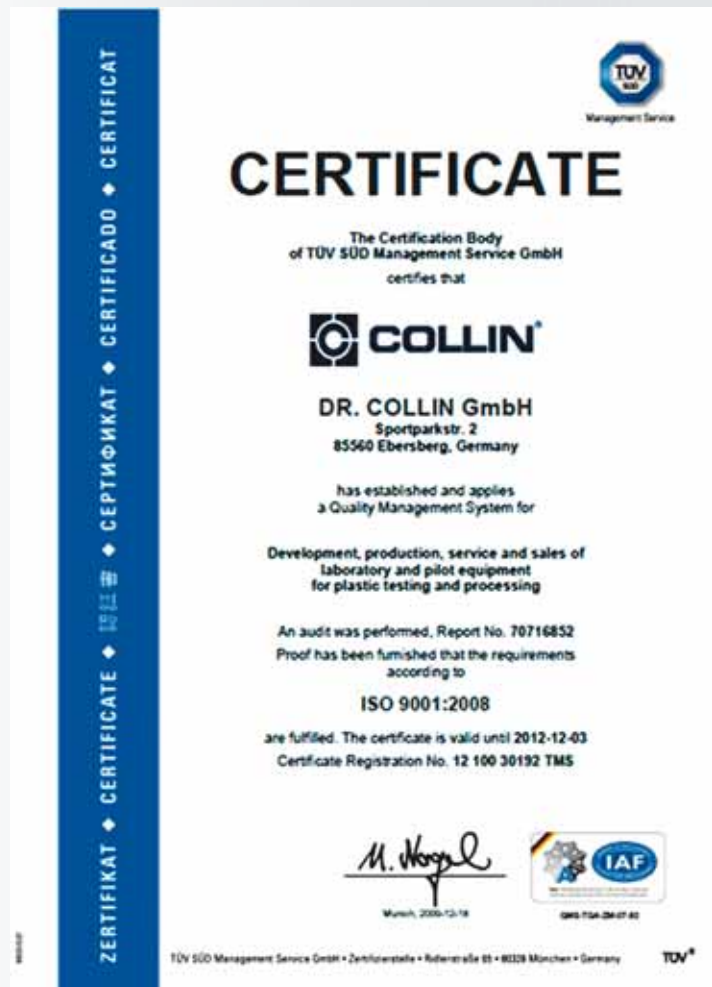 TÜV
SÜD
Management Service
CERTIFICATE
The Certification Body
of TÜV SÜD Management Service GmbH
certifies that
COLLIN®
DR. COLLIN GmbH
Sportparkstr. 2
85560 Ebersberg, Germany
has established and applies
a Quality Management System for
Development, production, service and sales of
laboratory and pilot equipment
for plastic testing and processing
An audit was performed, Report No. 70716852
Proof has been furnished that the requirements
according to
ISO 9001:2008
are fulfilled. The certificate is valid until 2012-12-03
Certificate Registration No. 12 100 30192 TMS
M. Nagel
Munich,
IAF
TÜV SÜD Management Service GmbH • Zertifizierstelle • Ridlerstraße 65 • 80339 München • Germany
TÜV®
ZERTIFIKAT ◆ CERTIFICATE ◆ ◆ СЕРТИФИКАТ ◆ CERTIFICADO ◆ CERTIFICAT